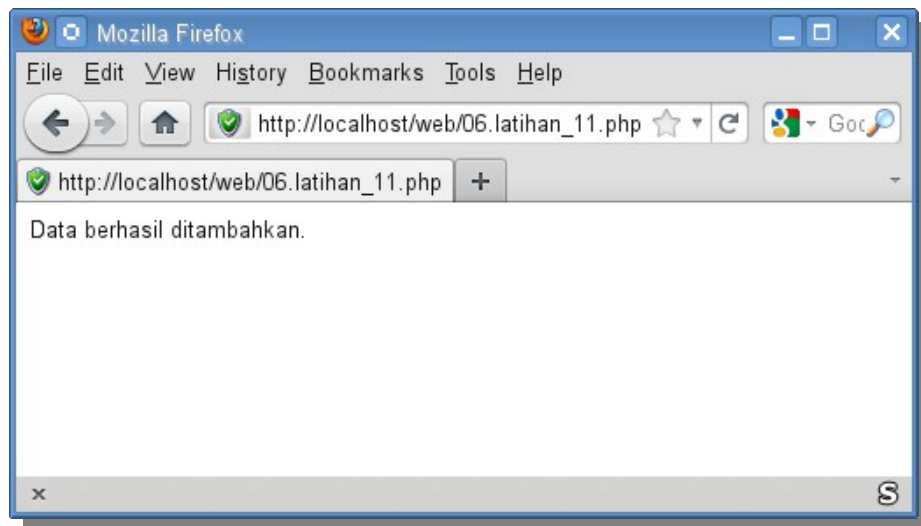 Mozilla Firefox
File Edit View History Bookmarks Tools Help
http://localhost/web/06.latihan_11.php Goo
http://localhost/web/06.latihan_11.php
Data berhasil ditambahkan.
S